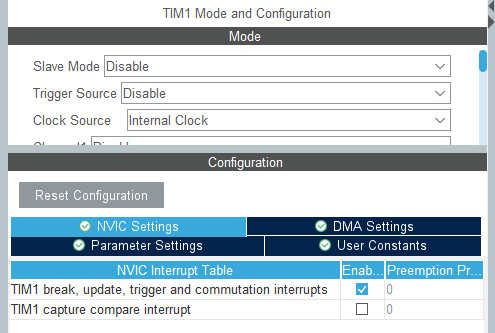 TIM1 Mode and Configuration
Mode
Slave Mode Disable
Trigger Source Disable
Clock Source Internal Clock
Configuration
Reset Configuration
NVIC Settings DMA Settings
Parameter Settings User Constants
NVIC Interrupt Table Enab... Preemption Pr...
TIM1 break, update, trigger and commutation interrupts 0
TIM1 capture compare interrupt 0